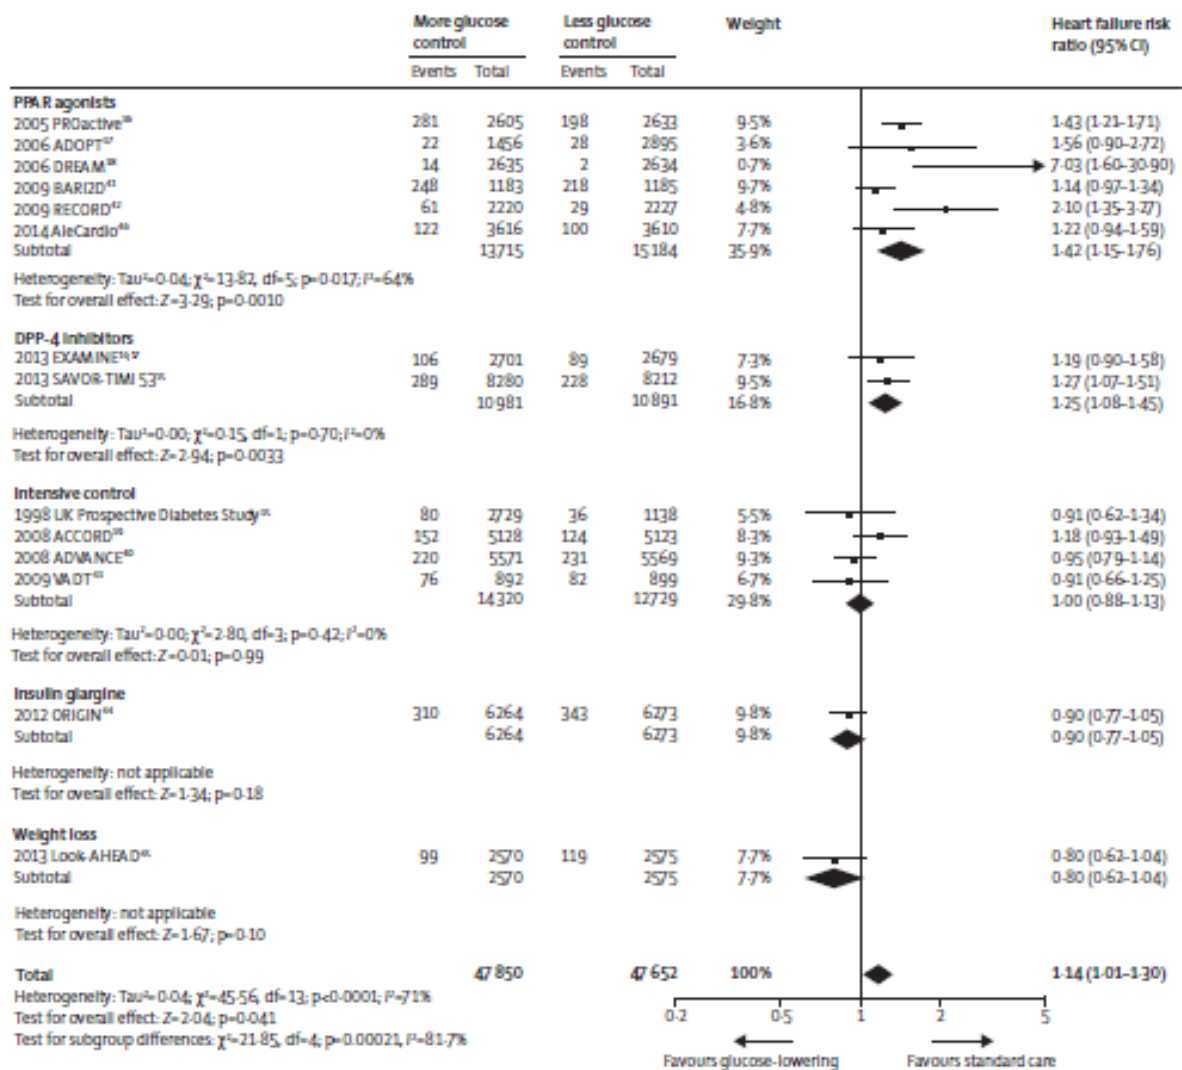 More glucose control Less glucose control Weight Heart failure risk ratio (95% CI)
Events Total Events Total
PPAR agonists
2005 PROactive 281 2605 198 2633 9·5% 1·43 (1·21–1·71)
2006 ADOPT 22 1456 28 2895 3·6% 1·56 (0·90–2·72)
2006 DREAM 14 2635 2 2634 0·7% 7·03 (1·60–30·90)
2009 BARI2D 248 1183 218 1185 9·7% 1·14 (0·97–1·34)
2009 RECORD 61 2220 29 2227 4·8% 2·10 (1·35–3·27)
2014 AleCardio 122 3616 100 3610 7·7% 1·22 (0·94–1·59)
Subtotal 13715 15184 35·9% 1·42 (1·15–1·76)
Heterogeneity: Tau²=0·04; χ²=13·82, df=5; p=0·017; I²=64%
Test for overall effect: Z=3·29; p=0·0010
DPP-4 inhibitors
2013 EXAMINE 106 2701 89 2679 7·3% 1·19 (0·90–1·58)
2013 SAVOR-TIMI 53 289 8280 228 8212 9·5% 1·27 (1·07–1·51)
Subtotal 10981 10891 16·8% 1·25 (1·08–1·45)
Heterogeneity: Tau²=0·00; χ²=0·15, df=1; p=0·70; I²=0%
Test for overall effect: Z=2·94; p=0·0033
Intensive control
1998 UK Prospective Diabetes Study 80 2729 36 1138 5·5% 0·91 (0·62–1·34)
2008 ACCORD 152 5128 124 5123 8·3% 1·18 (0·93–1·49)
2008 ADVANCE 220 5571 231 5569 9·3% 0·95 (0·79–1·14)
2009 VADT 76 892 82 899 6·7% 0·91 (0·66–1·25)
Subtotal 14320 12729 29·8% 1·00 (0·88–1·13)
Heterogeneity: Tau²=0·00; χ²=2·80, df=3; p=0·42; I²=0%
Test for overall effect: Z=0·01; p=0·99
Insulin glargine
2012 ORIGIN 310 6264 343 6273 9·8% 0·90 (0·77–1·05)
Subtotal 6264 6273 9·8% 0·90 (0·77–1·05)
Heterogeneity: not applicable
Test for overall effect: Z=1·34; p=0·18
Weight loss
2013 Look-AHEAD 99 2570 119 2575 7·7% 0·80 (0·62–1·04)
Subtotal 2570 2575 7·7% 0·80 (0·62–1·04)
Heterogeneity: not applicable
Test for overall effect: Z=1·67; p=0·10
Total 47850 47652 100% 1·14 (1·01–1·30)
Heterogeneity: Tau²=0·04; χ²=45·56, df=13; p<0·0001; I²=71%
Test for overall effect: Z=2·04; p=0·041
Test for subgroup differences: χ²=21·85, df=4; p=0.00021, I²=81·7%
0·2 0·5 1 2 5
Favours glucose-lowering Favours standard care